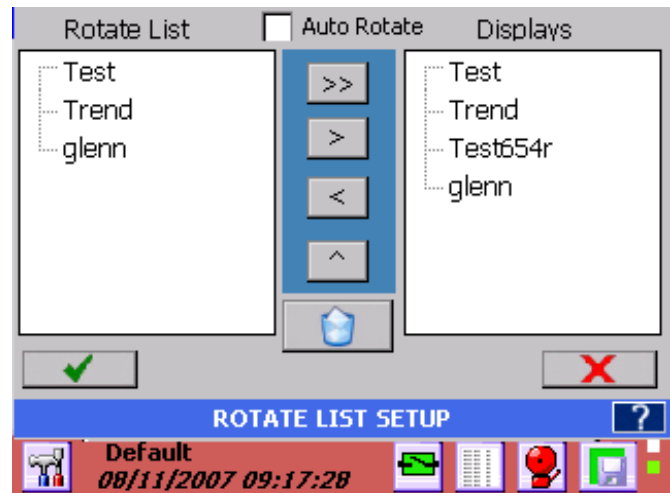 Rotate List Auto Rotate Displays
Test
Trend
glenn
>>
>
<
^
Test
Trend
Test654r
glenn
ROTATE LIST SETUP ?
Default
08/11/2007 09:17:28